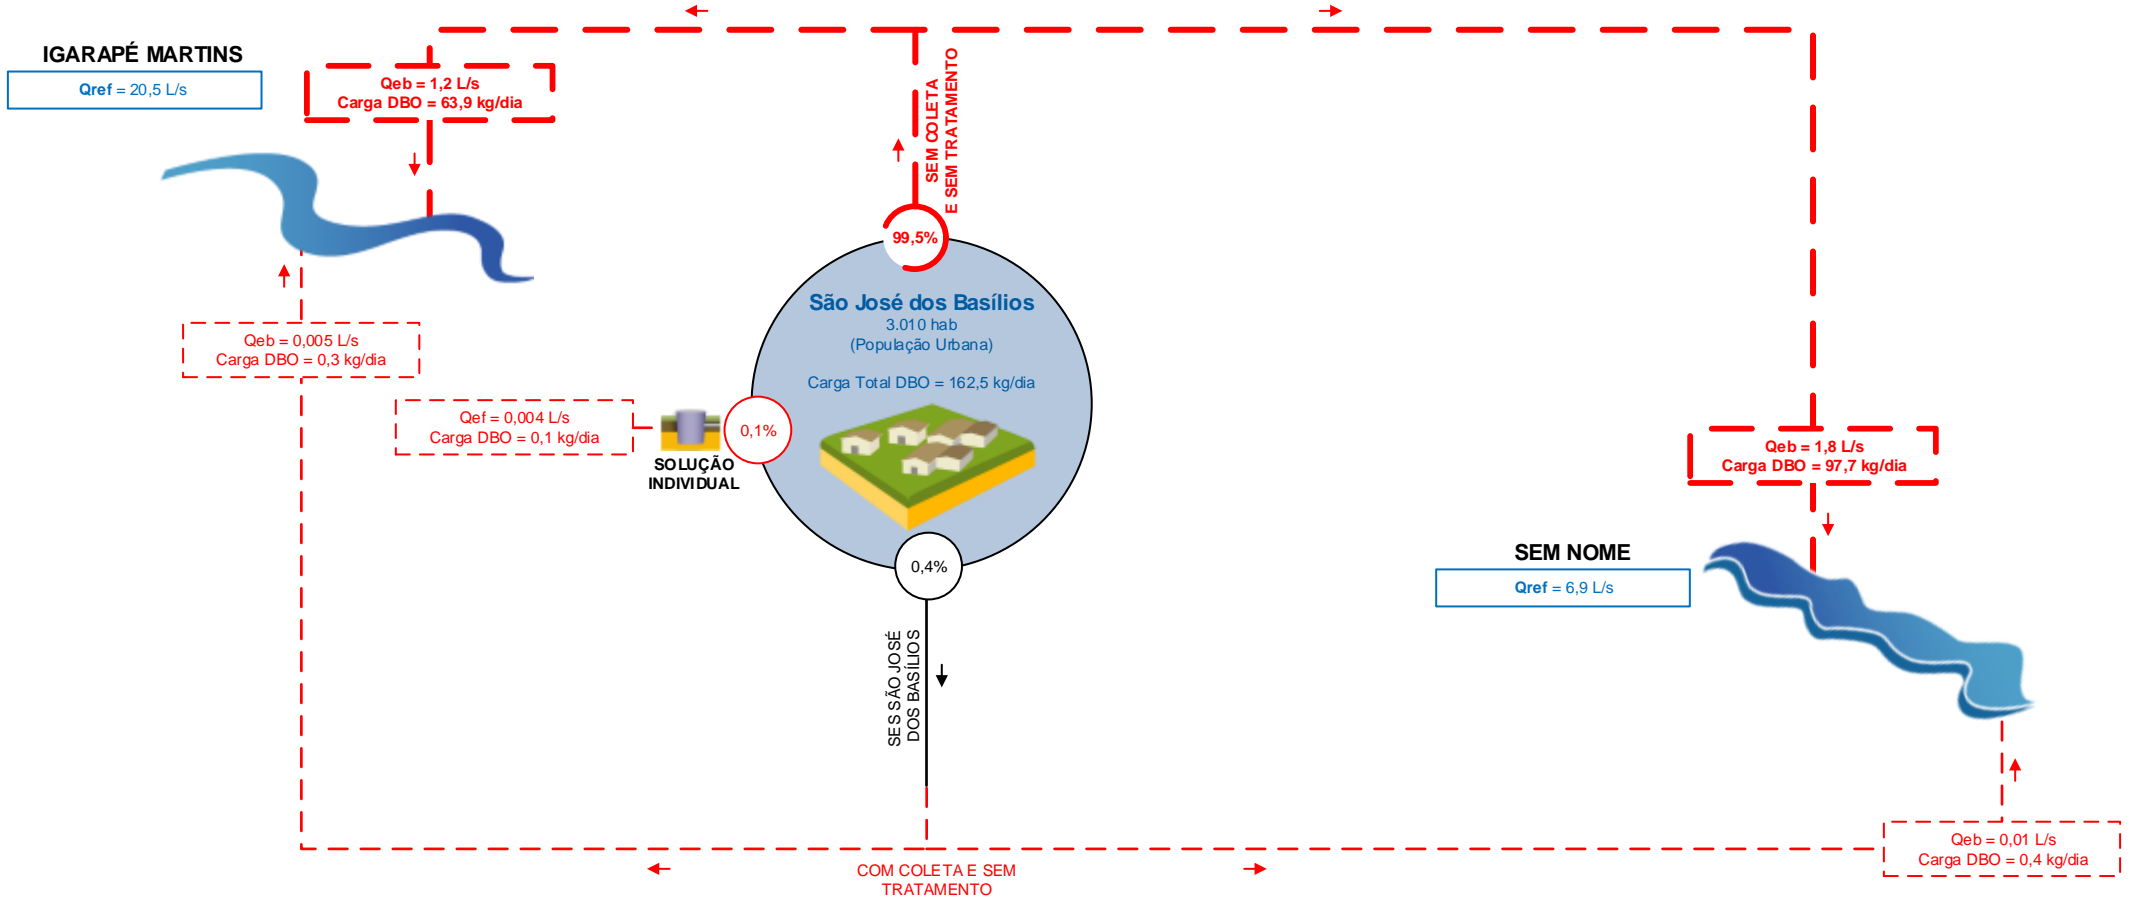 IGARAPÉ MARTINS
Qref = 20,5 L/s
Qeb = 1,2 L/s
Carga DBO = 63,9 kg/dia
SEM COLETA
E SEM TRATAMENTO
99,5%
São José dos Basílios
3.010 hab
(População Urbana)
Carga Total DBO = 162,5 kg/dia
Qeb = 0,005 L/s
Carga DBO = 0,3 kg/dia
Qef = 0,004 L/s
Carga DBO = 0,1 kg/dia
0,1%
SOLUÇÃO
INDIVIDUAL
Qeb = 1,8 L/s
Carga DBO = 97,7 kg/dia
SEM NOME
Qref = 6,9 L/s
0,4%
SES SÃO JOSÉ
DOS BASÍLIOS
Qeb = 0,01 L/s
Carga DBO = 0,4 kg/dia
COM COLETA E SEM
TRATAMENTO